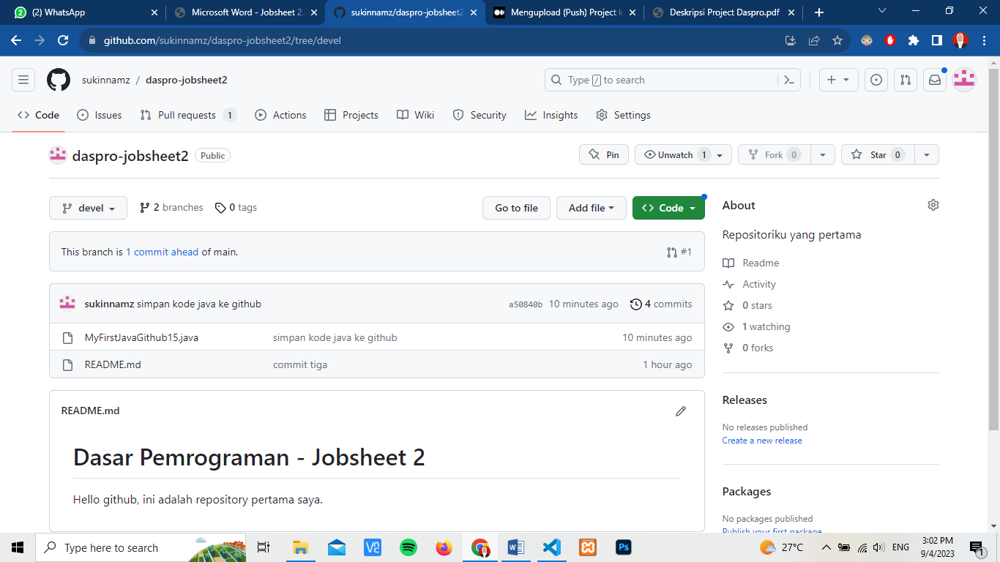 (2) WhatsApp
Microsoft Word - Jobsheet 2.
sukinnamz/daspro-jobsheet2
Mengupload (Push) Project k
Deskripsi Project Daspro.pdf
github.com/sukinnamz/daspro-jobsheet2/tree/devel
sukinnamz / daspro-jobsheet2
Type / to search
Code
Issues
Pull requests 1
Actions
Projects
Wiki
Security
Insights
Settings
daspro-jobsheet2 Public
Pin
Unwatch 1
Fork 0
Star 0
devel
2 branches
0 tags
Go to file
Add file
Code
This branch is 1 commit ahead of main.
#1
sukinnamz simpan kode java ke github
a50840b 10 minutes ago
4 commits
MyFirstJavaGithub15.java simpan kode java ke github 10 minutes ago
README.md commit tiga 1 hour ago
README.md
Dasar Pemrograman - Jobsheet 2
Hello github, ini adalah repository pertama saya.
About
Repositoriku yang pertama
Readme
Activity
0 stars
1 watching
0 forks
Releases
No releases published
Create a new release
Packages
No packages published
Publish your first package
Type here to search
27°C
ENG
3:02 PM
9/4/2023
1